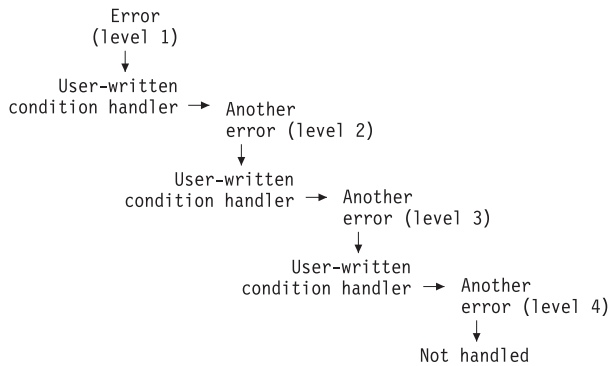 Error
(level 1)
User-written
condition handler
Another
error (level 2)
User-written
condition handler
Another
error (level 3)
User-written
condition handler
Another
error (level 4)
Not handled